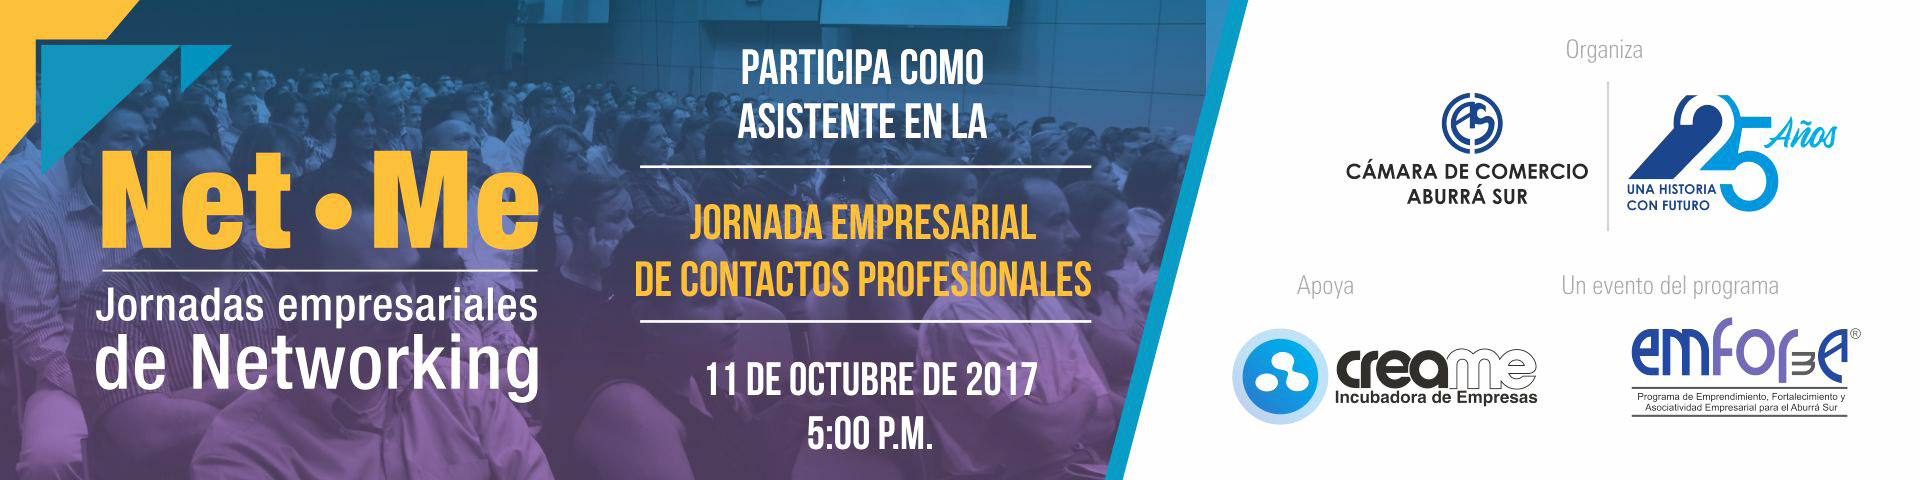 Net • Me
Jornadas empresariales
de Networking
PARTICIPA COMO
ASISTENTE EN LA
JORNADA EMPRESARIAL
DE CONTACTOS PROFESIONALES
11 DE OCTUBRE DE 2017
5:00 P.M.
Organiza
CAS
CÁMARA DE COMERCIO
ABURRÁ SUR
25 Años
UNA HISTORIA
CON FUTURO
Apoya
creame
Incubadora de Empresas
Un evento del programa
emforma®
Programa de Emprendimiento, Fortalecimiento y
Asociatividad Empresarial para el Aburrá Sur